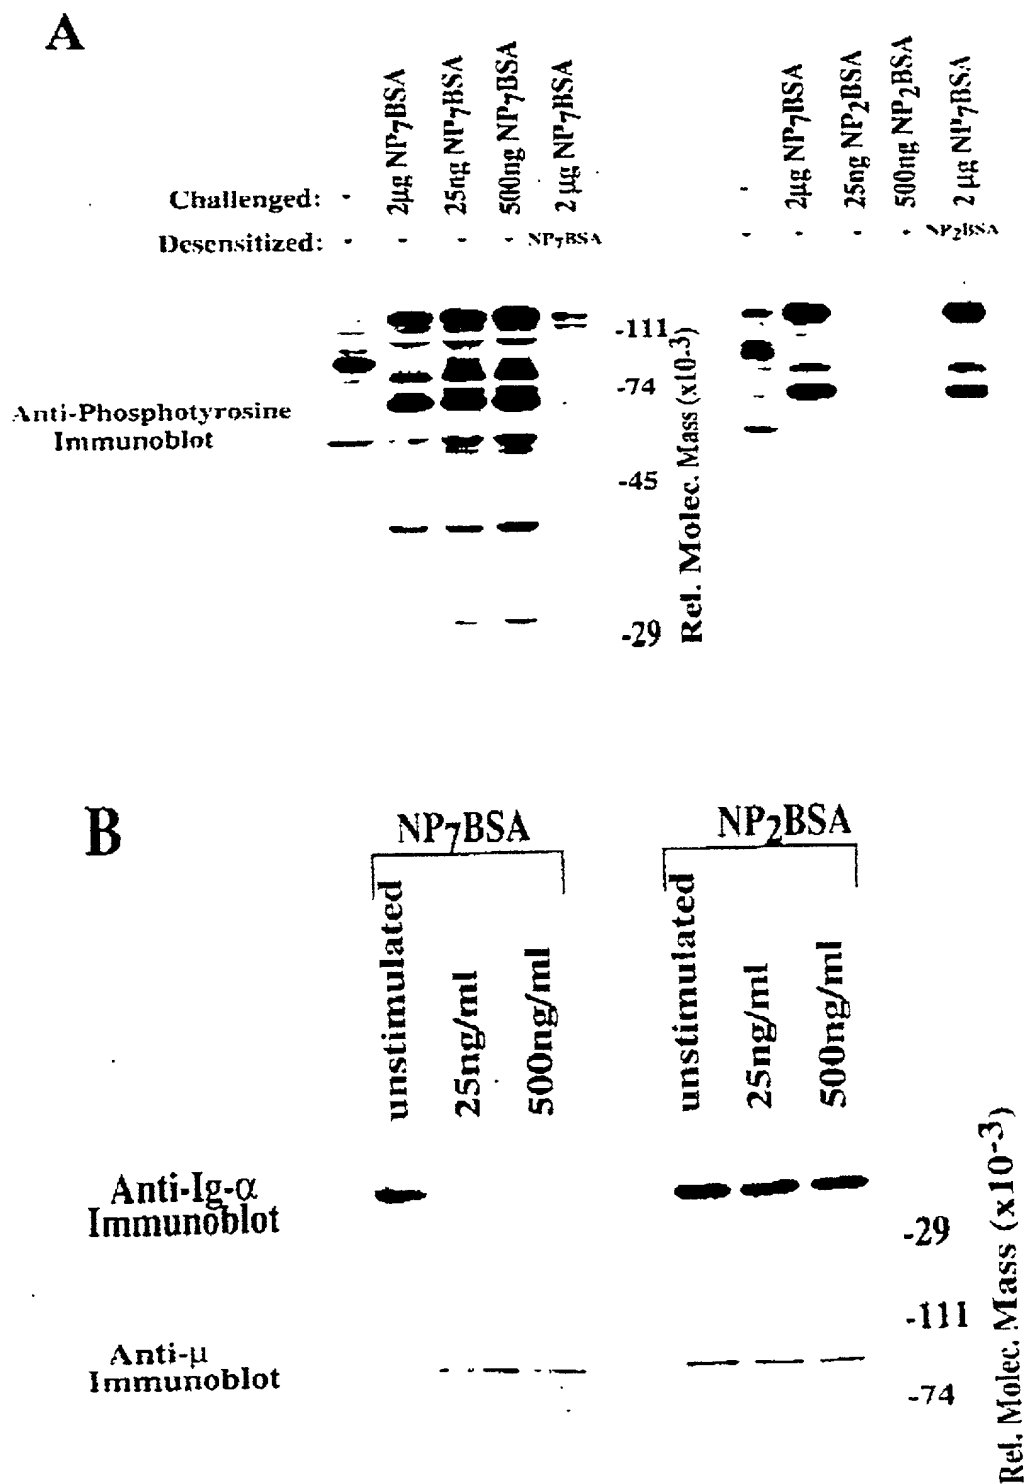 A
Challenged: - 2µg NP7BSA 25ng NP7BSA 500ng NP7BSA 2 µg NP7BSA - 2µg NP7BSA 25ng NP2BSA 500ng NP2BSA 2 µg NP7BSA
Desensitized: - - - - NP7BSA - - - - NP2BSA
Anti-Phosphotyrosine
Immunoblot
-111
-74
-45
-29
Rel. Molec. Mass (x10-3)
B
NP7BSA
NP2BSA
unstimulated
25ng/ml
500ng/ml
unstimulated
25ng/ml
500ng/ml
Anti-Ig-α
Immunoblot
-29
-111
Anti-µ
Immunoblot
-74
Rel. Molec. Mass (x10-3)